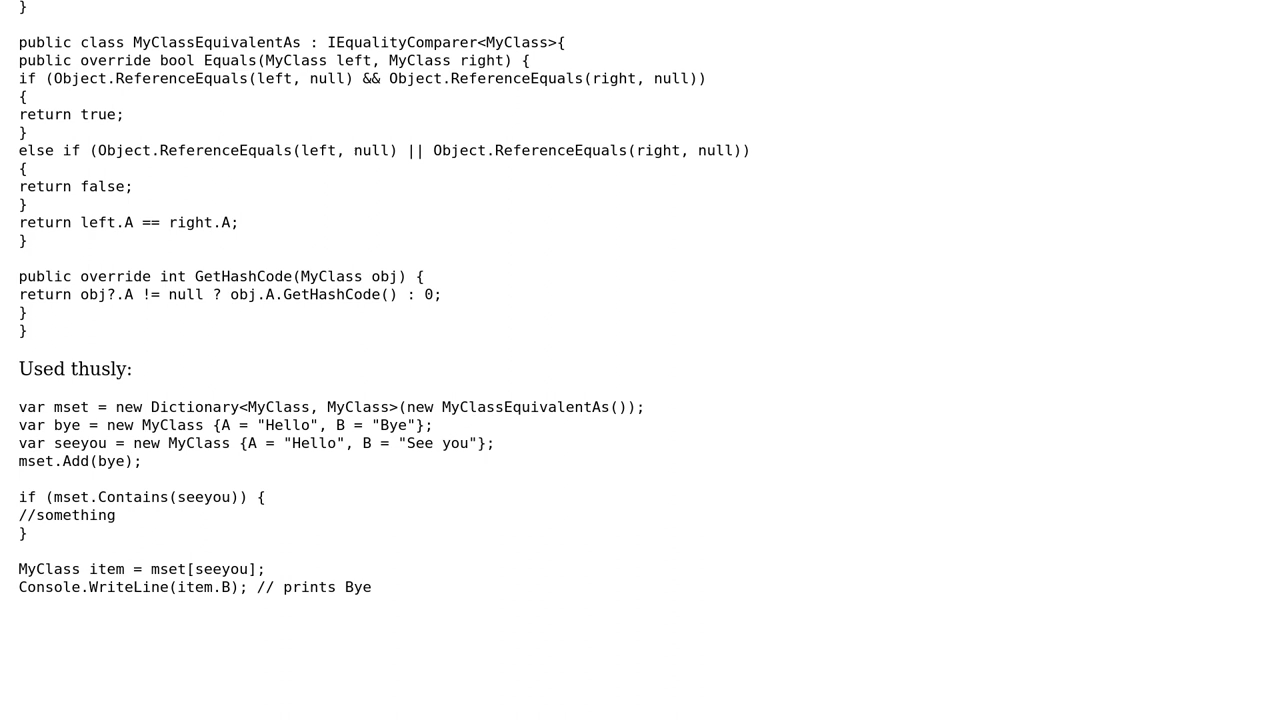 }
public class MyClassEquivalentAs : IEqualityComparer<MyClass>{
public override bool Equals(MyClass left, MyClass right) {
if (Object.ReferenceEquals(left, null) && Object.ReferenceEquals(right, null))
{
return true;
}
else if (Object.ReferenceEquals(left, null) || Object.ReferenceEquals(right, null))
{
return false;
}
return left.A == right.A;
}
public override int GetHashCode(MyClass obj) {
return obj?.A != null ? obj.A.GetHashCode() : 0;
}
}
Used thusly:
var mset = new Dictionary<MyClass, MyClass>(new MyClassEquivalentAs());
var bye = new MyClass {A = "Hello", B = "Bye"};
var seeyou = new MyClass {A = "Hello", B = "See you"};
mset.Add(bye);
if (mset.Contains(seeyou)) {
//something
}
MyClass item = mset[seeyou];
Console.WriteLine(item.B); // prints Bye